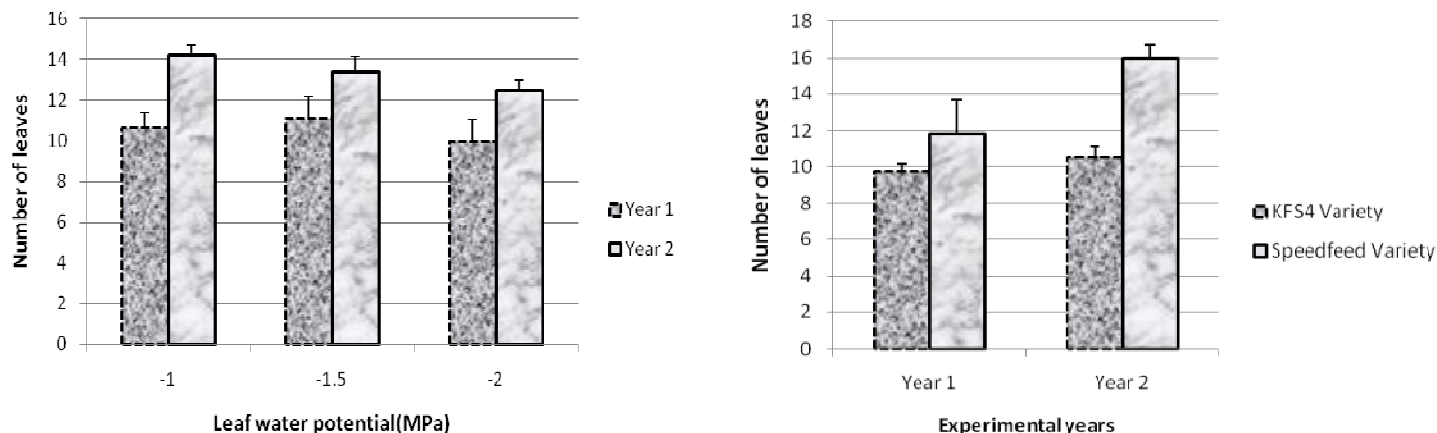 16
14
12
10
8
6
4
2
0
Number of leaves
-1
-1.5
-2
Leaf water potential(MPa)
Year 1
Year 2
18
16
14
12
10
8
6
4
2
0
Number of leaves
Year 1
Year 2
Experimental years
KFS4 Variety
Speedfeed Variety